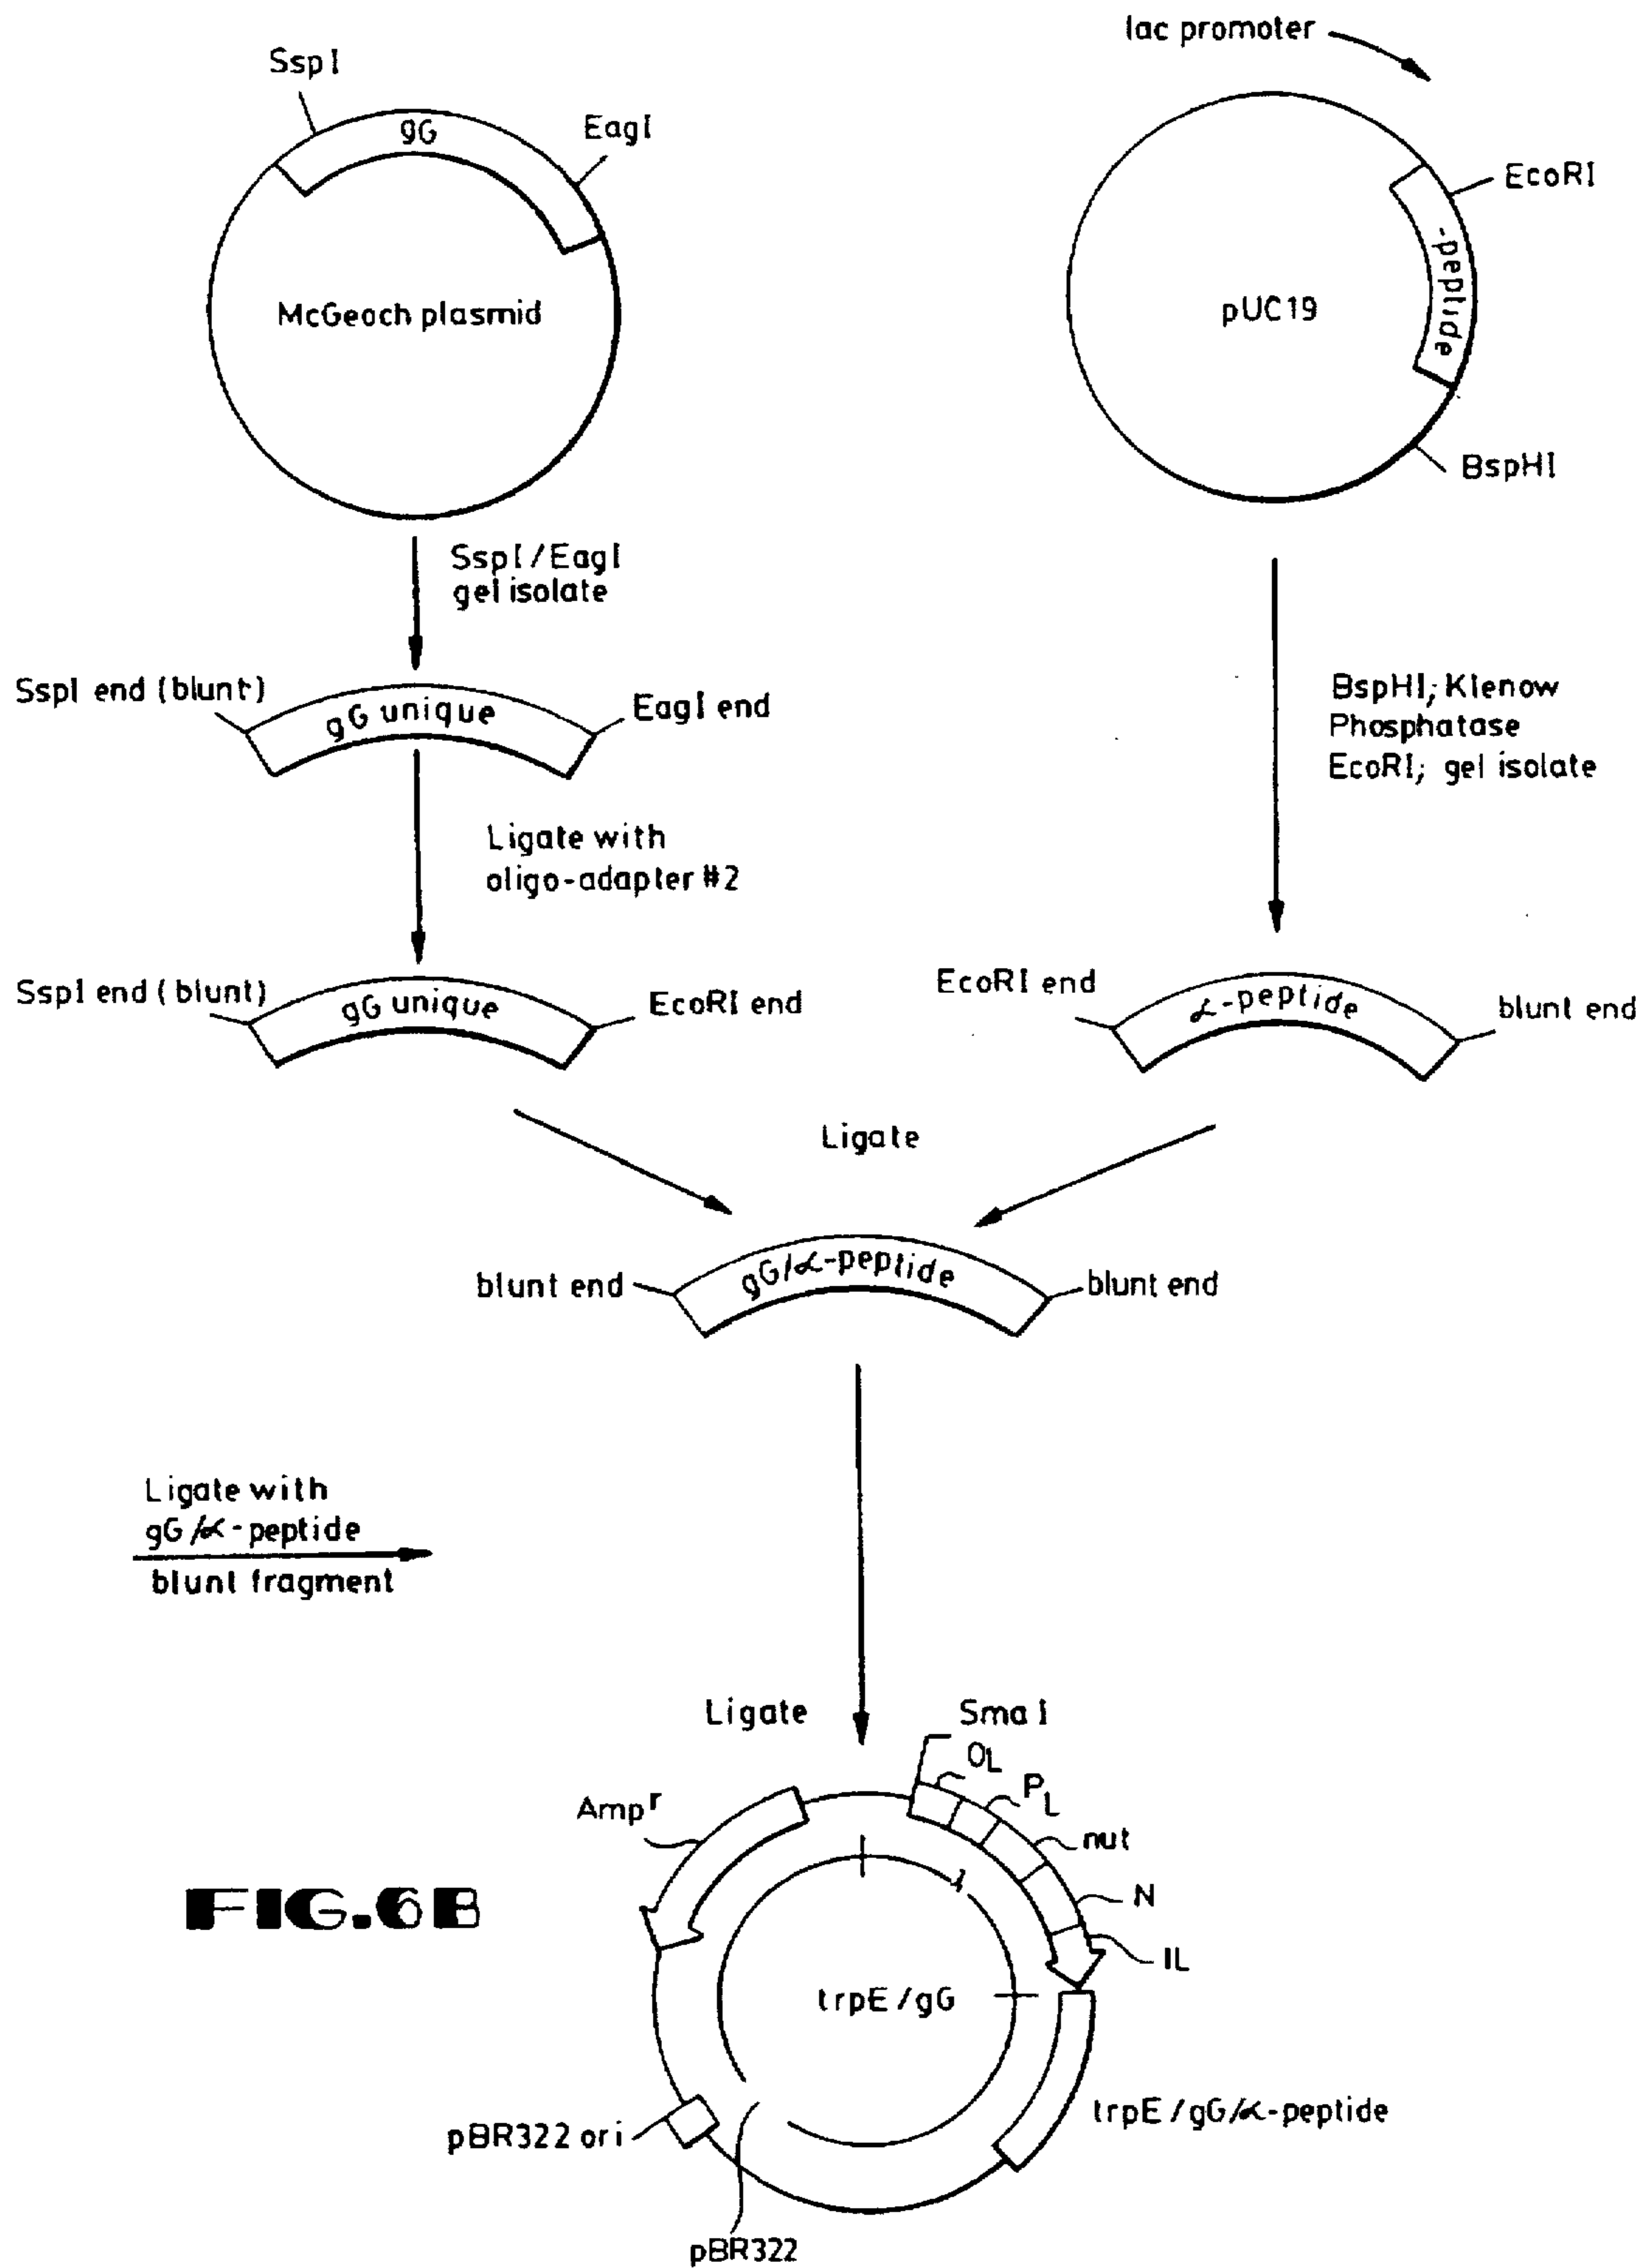 lac promoter
SspI
gG
EagI
EcoRI
-peptide
McGeoch plasmid
pUC19
BspHI
SspI/EagI
gel isolate
SspI end (blunt)
gG unique
EagI end
BspHI; Klenow
Phosphatase
EcoRI; gel isolate
Ligate with
oligo-adapter #2
SspI end (blunt)
gG unique
EcoRI end
EcoRI end
α-peptide
blunt end
Ligate
blunt end
gG/α-peptide
blunt end
Ligate with
gG/α-peptide
blunt fragment
Ligate
SmaI
OL
PL
Ampr
nut
λ
N
IL
FIG.6B
trpE/gG
trpE/gG/α-peptide
pBR322 ori
pBR322